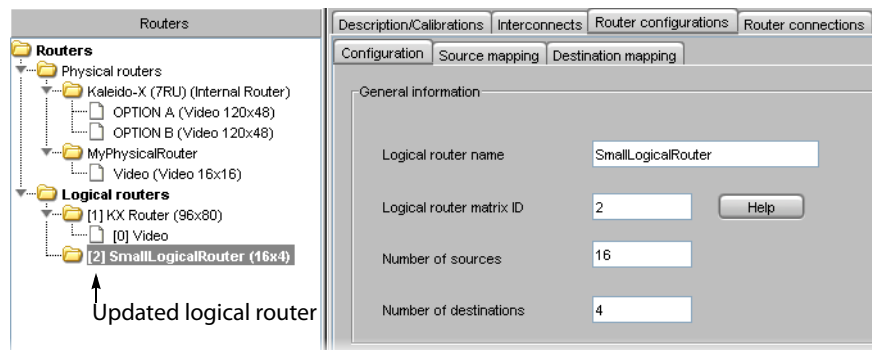 Routers
Routers
Physical routers
Kaleido-X (7RU) (Internal Router)
OPTION A (Video 120x48)
OPTION B (Video 120x48)
MyPhysicalRouter
Video (Video 16x16)
Logical routers
[1] KX Router (96x80)
[0] Video
[2] SmallLogicalRouter (16x4)
Updated logical router
Description/Calibrations Interconnects Router configurations Router connections
Configuration Source mapping Destination mapping
General information
Logical router name SmallLogicalRouter
Logical router matrix ID 2 Help
Number of sources 16
Number of destinations 4